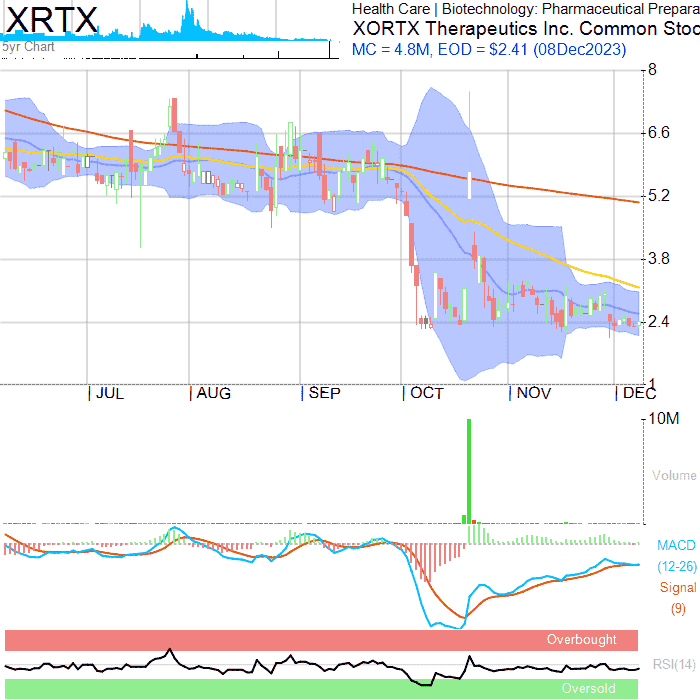 XRTX
5yr Chart
Health Care | Biotechnology: Pharmaceutical Prepara
XORTX Therapeutics Inc. Common Stoc
MC = 4.8M, EOD = $2.41 (08Dec2023)
8
6.6
5.2
3.8
2.4
1
JUL AUG SEP OCT NOV DEC
10M
Volume
MACD
(12-26)
Signal
(9)
Overbought
RSI(14)
Oversold